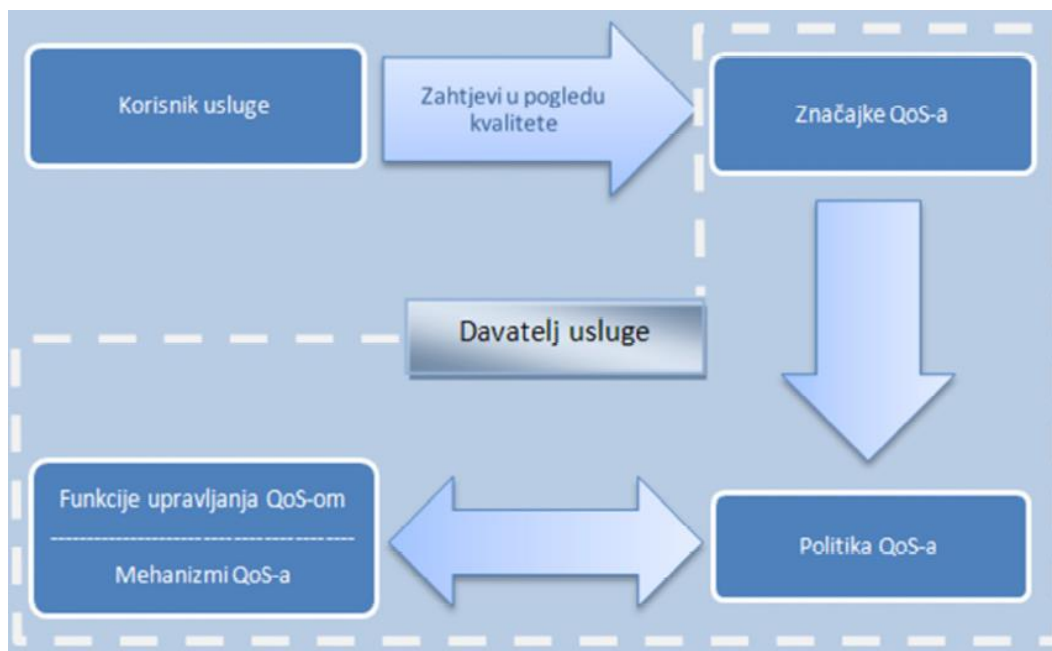 Korisnik usluge
Zahtjevi u pogledu
kvalitete
Značajke QoS-a
Davatelj usluge
Funkcije upravljanja QoS-om
Mehanizmi QoS-a
Politika QoS-a